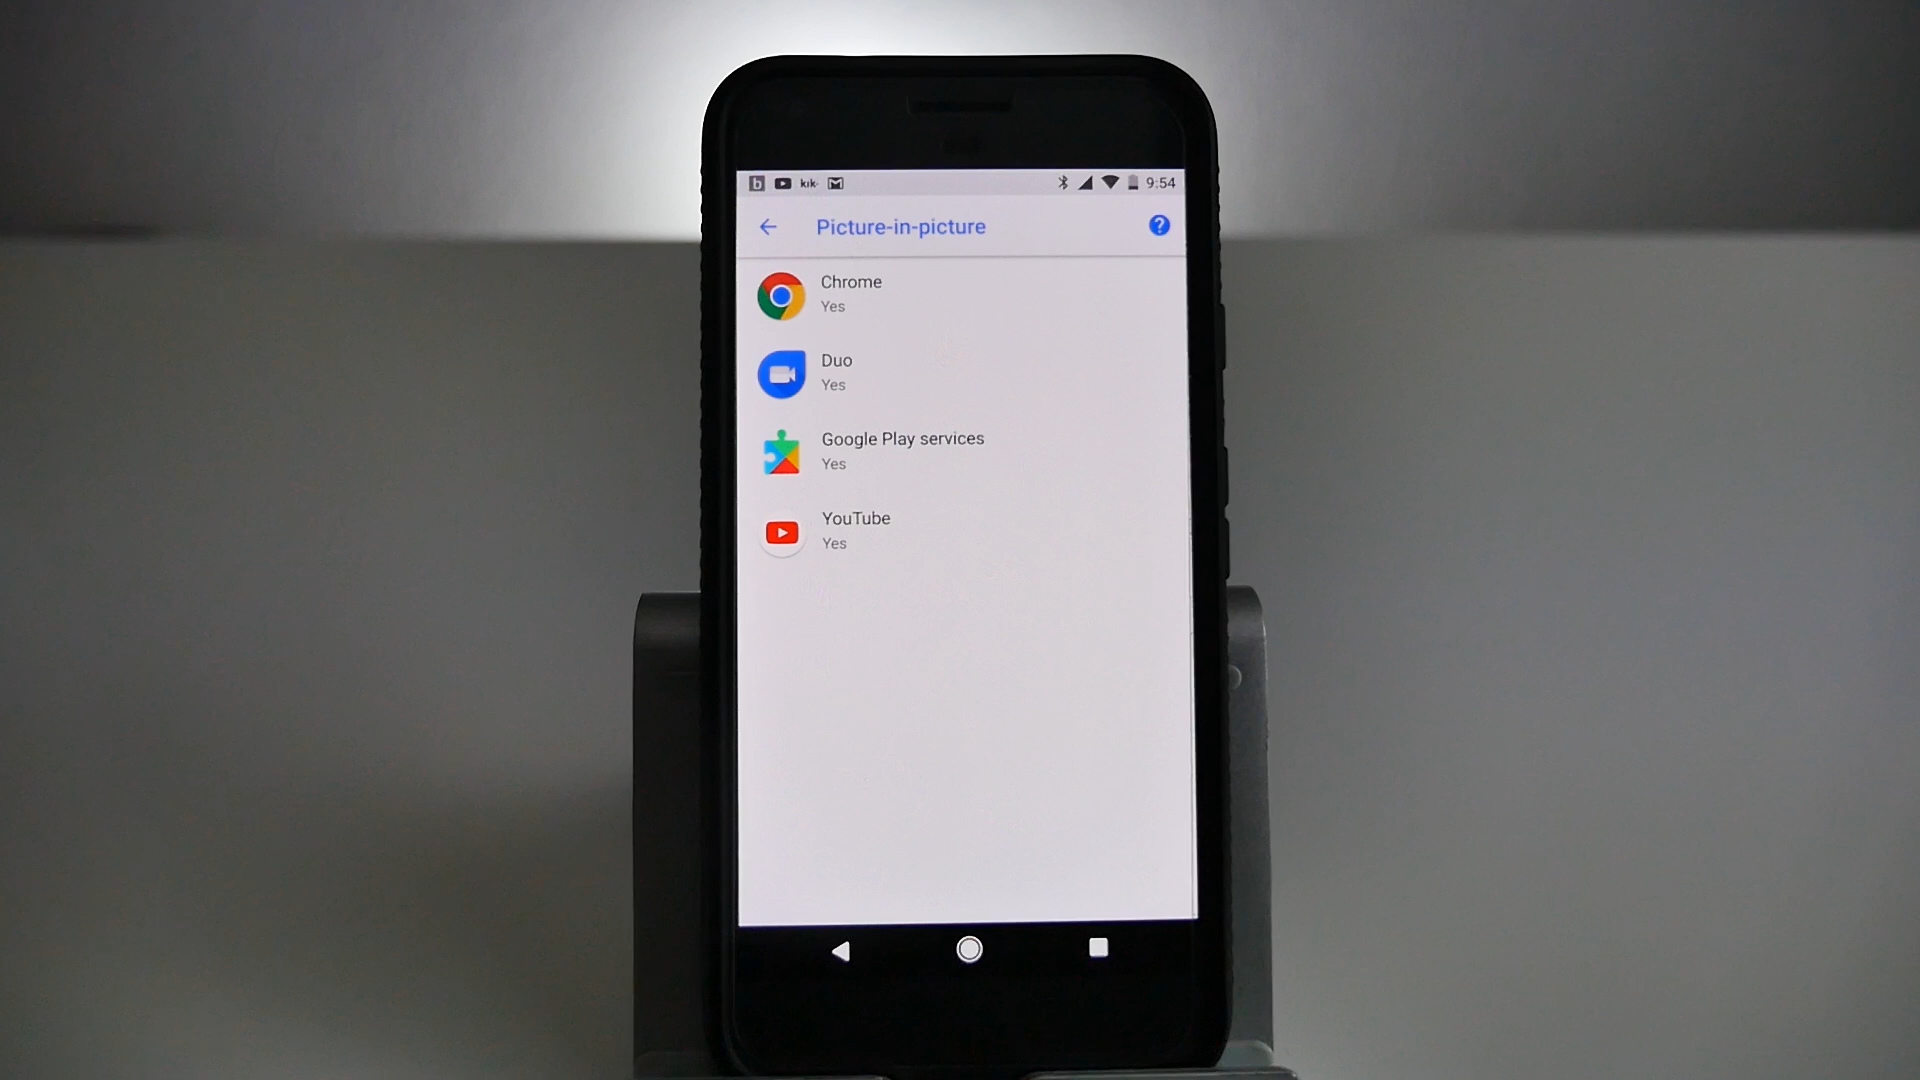 b kik 9:54
Picture-in-picture ?
Chrome
Yes
Duo
Yes
Google Play services
Yes
YouTube
Yes